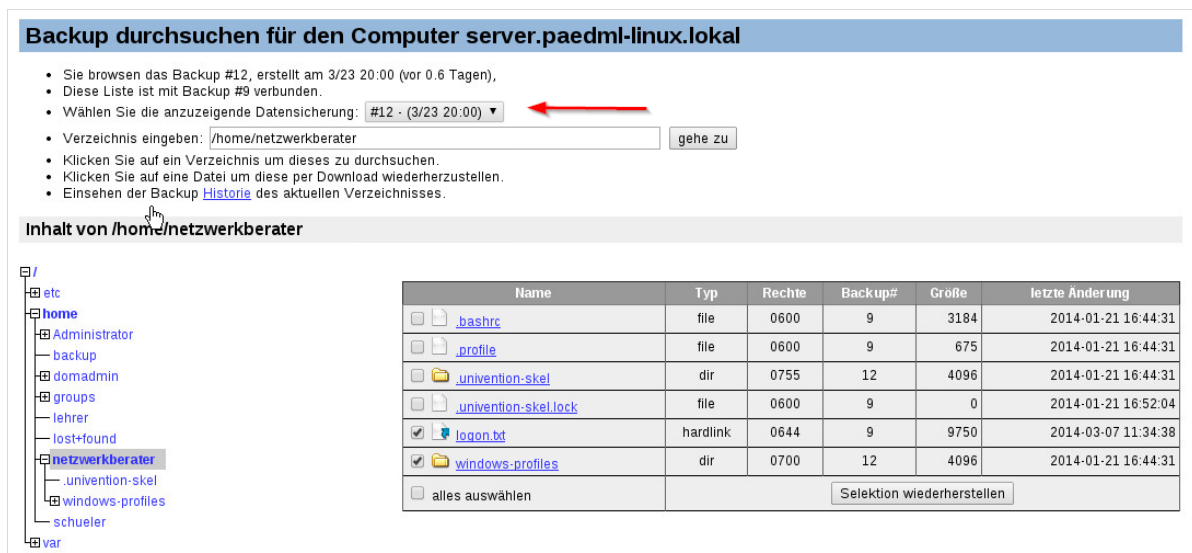 Backup durchsuchen für den Computer server.paedml-linux.lokal
Sie browsen das Backup #12, erstellt am 3/23 20:00 (vor 0.6 Tagen),
Diese Liste ist mit Backup #9 verbunden.
Wählen Sie die anzuzeigende Datensicherung: #12 - (3/23 20:00)
Verzeichnis eingeben: /home/netzwerkberater gehe zu
Klicken Sie auf ein Verzeichnis um dieses zu durchsuchen.
Klicken Sie auf eine Datei um diese per Download wiederherzustellen.
Einsehen der Backup Historie des aktuellen Verzeichnisses.
Inhalt von /home/netzwerkberater
/
etc
home
Administrator
backup
domadmin
groups
lehrer
lost+found
netzwerkberater
.univention-skel
windows-profiles
schueler
var
Name Typ Rechte Backup# Größe letzte Änderung
.bashrc file 0600 9 3184 2014-01-21 16:44:31
.profile file 0600 9 675 2014-01-21 16:44:31
.univention-skel dir 0755 12 4096 2014-01-21 16:44:31
.univention-skel.lock file 0600 9 0 2014-01-21 16:52:04
logon.txt hardlink 0644 9 9750 2014-03-07 11:34:38
windows-profiles dir 0700 12 4096 2014-01-21 16:44:31
alles auswählen Selektion wiederherstellen